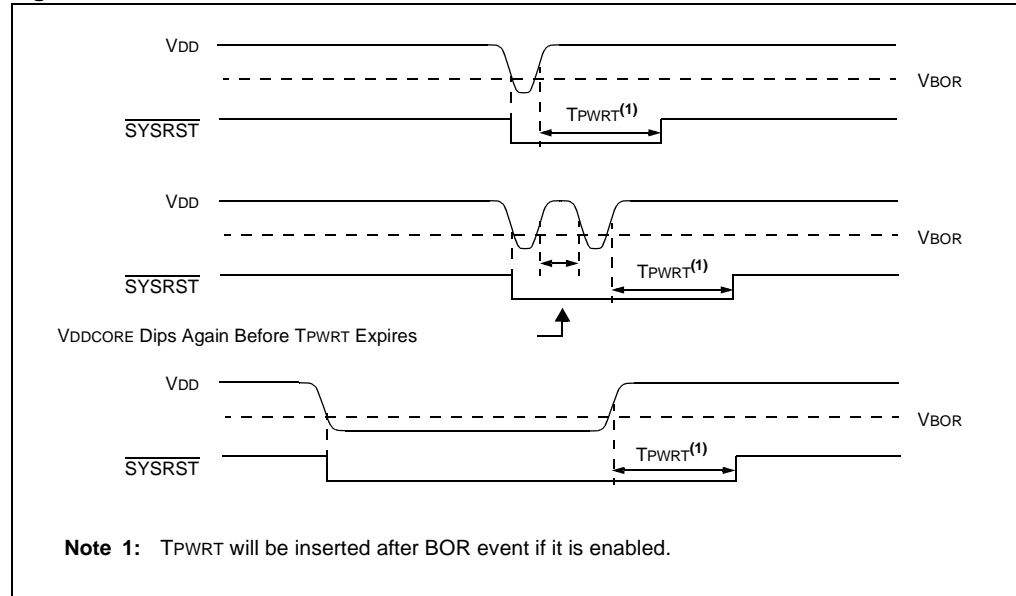 VDD
VBOR
TPWRT(1)
SYSRST
VDD
VBOR
TPWRT(1)
SYSRST
VDDCORE Dips Again Before TPWRT Expires
VDD
VBOR
TPWRT(1)
SYSRST
Note 1: TPWRT will be inserted after BOR event if it is enabled.